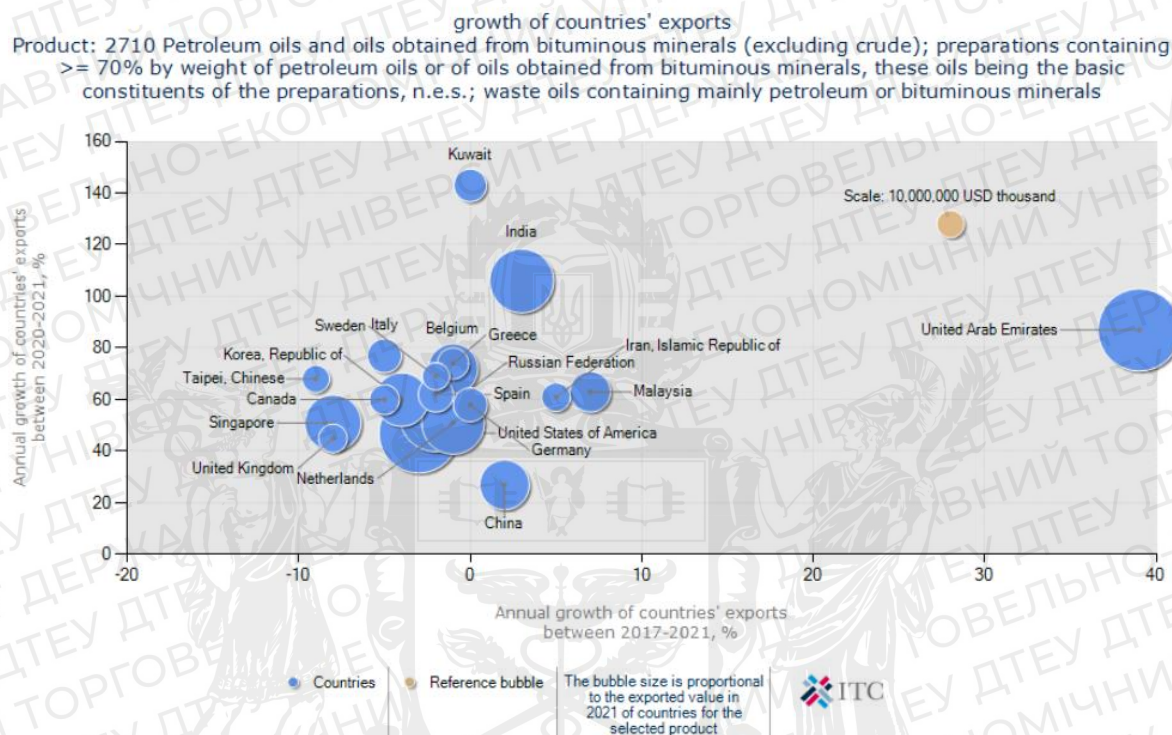 growth of countries' exports
Product: 2710 Petroleum oils and oils obtained from bituminous minerals (excluding crude); preparations containing
>= 70% by weight of petroleum oils or of oils obtained from bituminous minerals, these oils being the basic
constituents of the preparations, n.e.s.; waste oils containing mainly petroleum or bituminous minerals
160
140
120
100
80
60
40
20
0
-20
-10
0
10
20
30
40
Annual growth of countries' exports
between 2020-2021, %
Kuwait
Scale: 10,000,000 USD thousand
India
Sweden Italy
Belgium
Greece
United Arab Emirates
Iran, Islamic Republic of
Korea, Republic of
Russian Federation
Taipei, Chinese
Canada
Spain
Malaysia
Singapore
United States of America
Germany
United Kingdom
Netherlands
China
Annual growth of countries' exports
between 2017-2021, %
Countries
Reference bubble
The bubble size is proportional
to the exported value in
2021 of countries for the
selected product
ITC